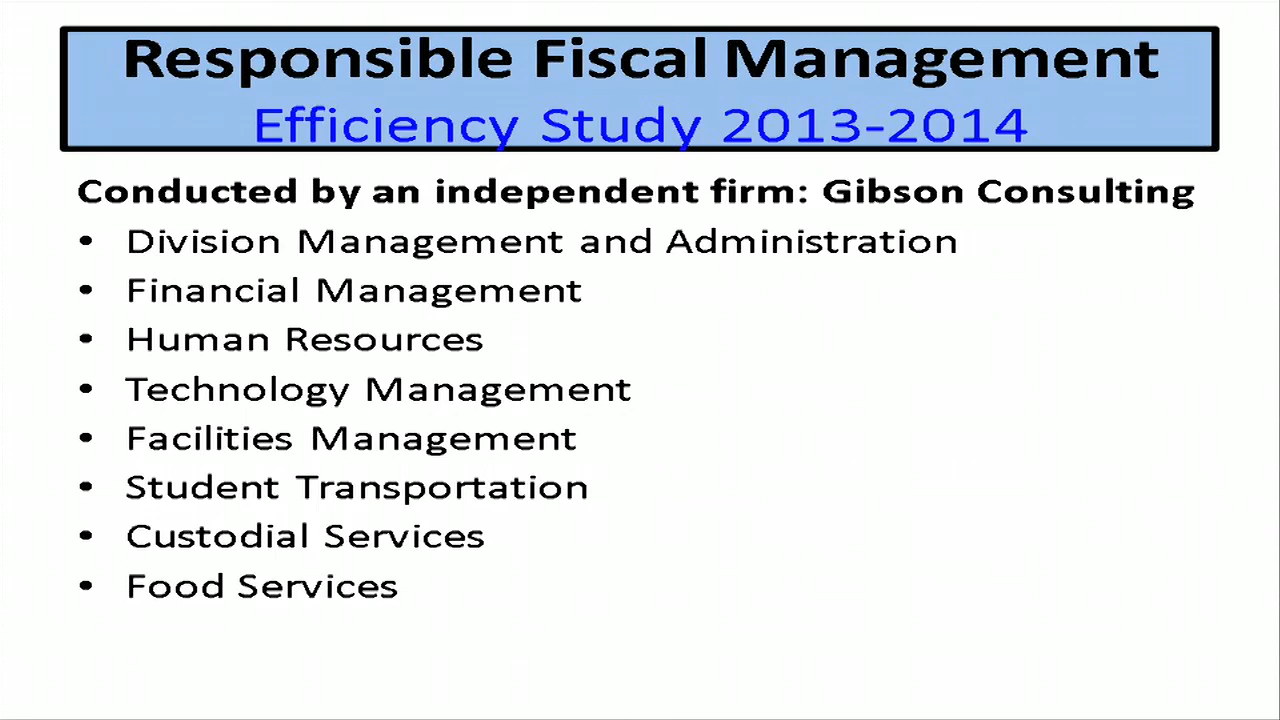 Responsible Fiscal Management
Efficiency Study 2013-2014
Conducted by an independent firm: Gibson Consulting
• Division Management and Administration
• Financial Management
• Human Resources
• Technology Management
• Facilities Management
• Student Transportation
• Custodial Services
• Food Services